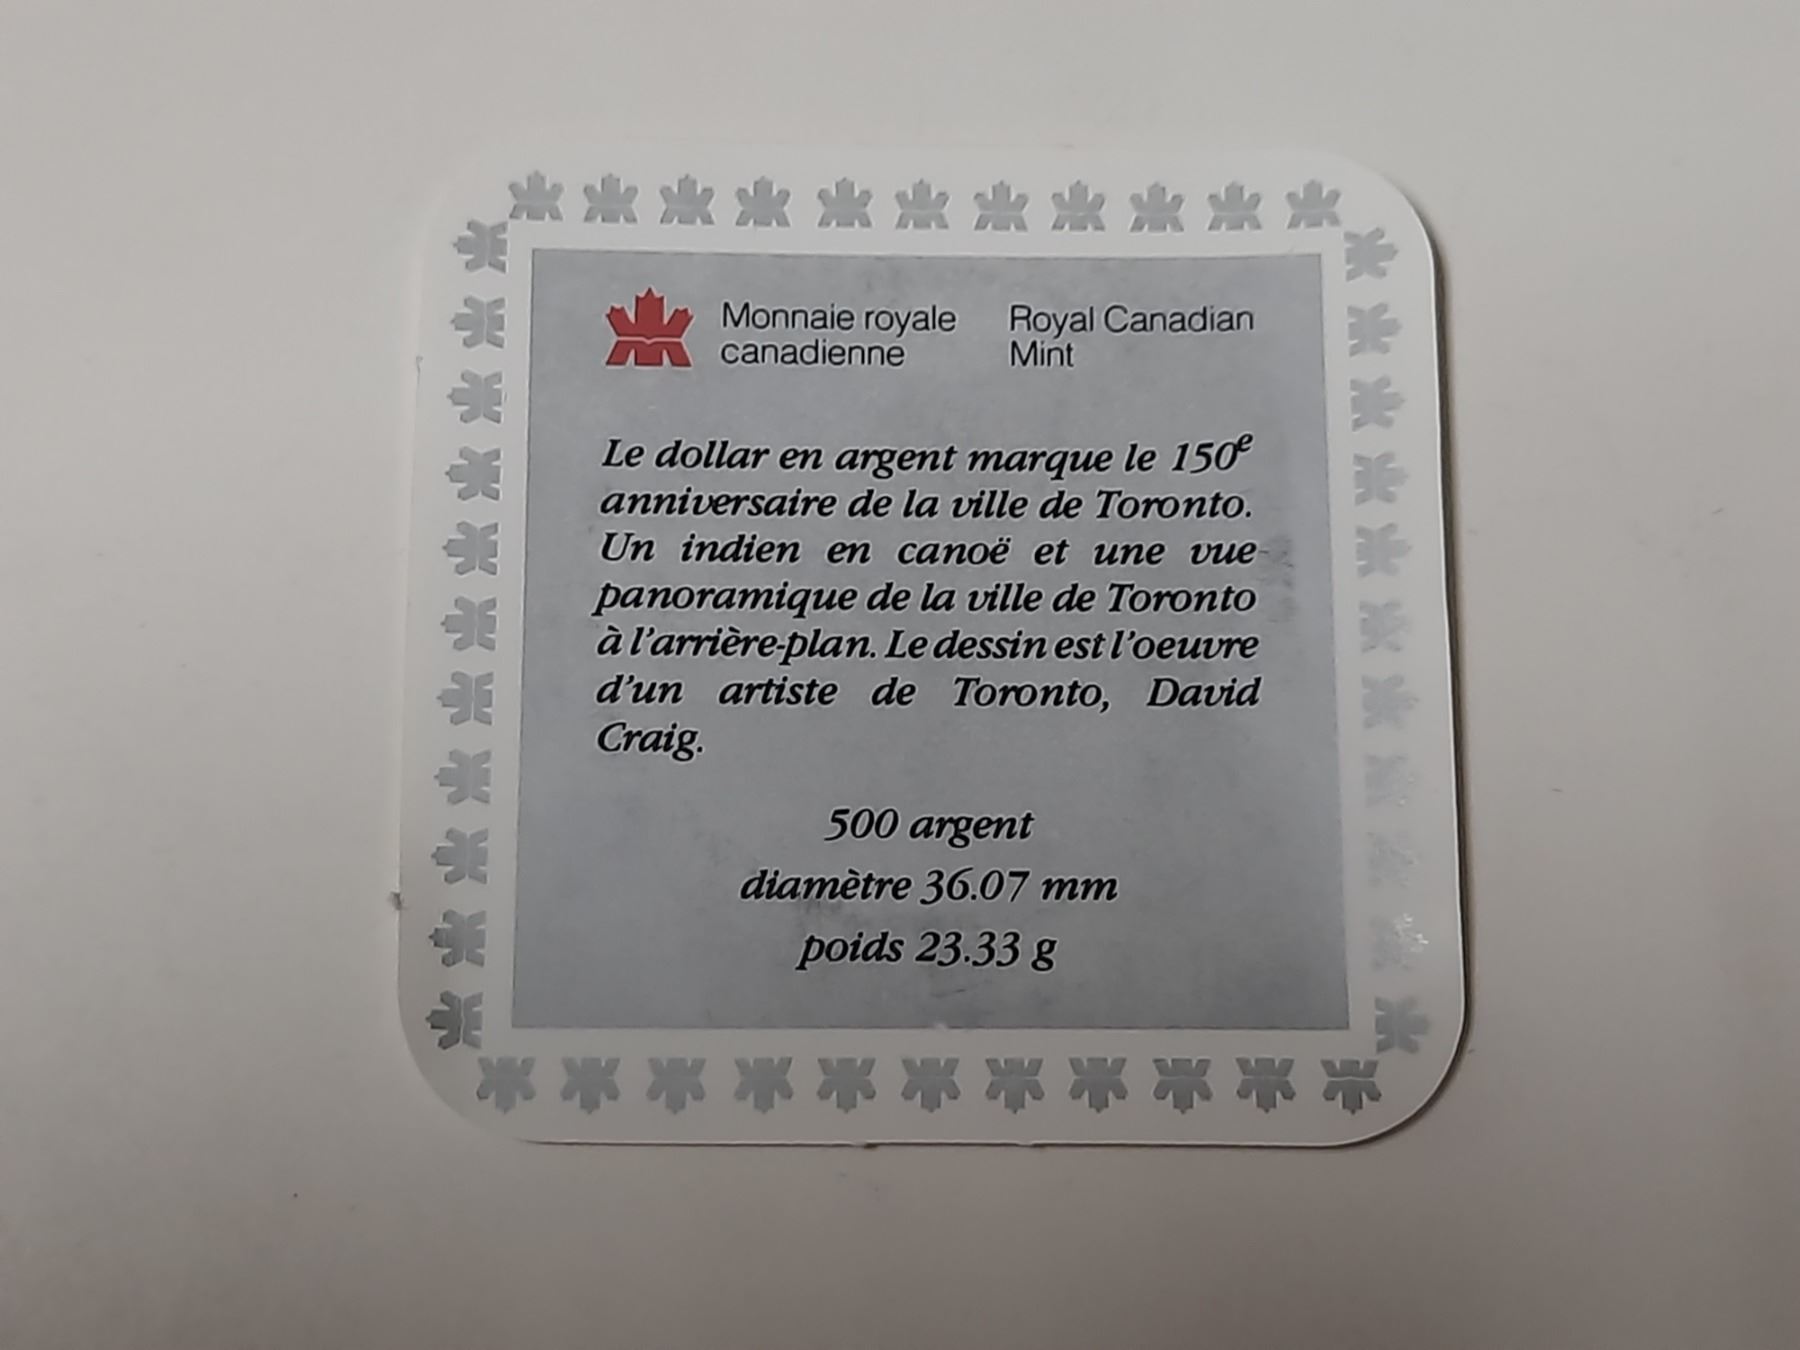 Monnaie royale canadienne
Royal Canadian Mint
Le dollar en argent marque le 150e
anniversaire de la ville de Toronto.
Un indien en canoë et une vue
panoramique de la ville de Toronto
à l'arrière-plan. Le dessin est l'oeuvre
d'un artiste de Toronto, David
Craig.
500 argent
diamètre 36.07 mm
poids 23.33 g